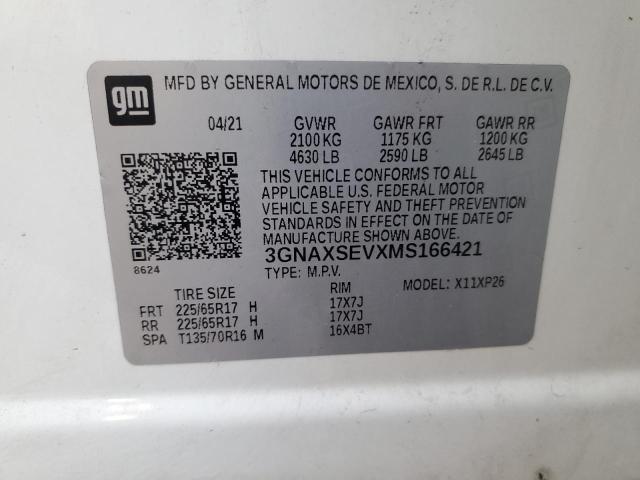 gm
MFD BY GENERAL MOTORS DE MEXICO, S. DE R.L. DE C.V.
04/21 GVWR GAWR FRT GAWR RR
2100 KG 1175 KG 1200 KG
4630 LB 2590 LB 2645 LB
THIS VEHICLE CONFORMS TO ALL
APPLICABLE U.S. FEDERAL MOTOR
VEHICLE SAFETY AND THEFT PREVENTION
STANDARDS IN EFFECT ON THE DATE OF
MANUFACTURE SHOWN ABOVE.
8624
3GNAXSEVXMS166421
TYPE: M.P.V. MODEL: X11XP26
TIRE SIZE RIM
FRT 225/65R17 H 17X7J
RR 225/65R17 H 17X7J
SPA T135/70R16 M 16X4BT